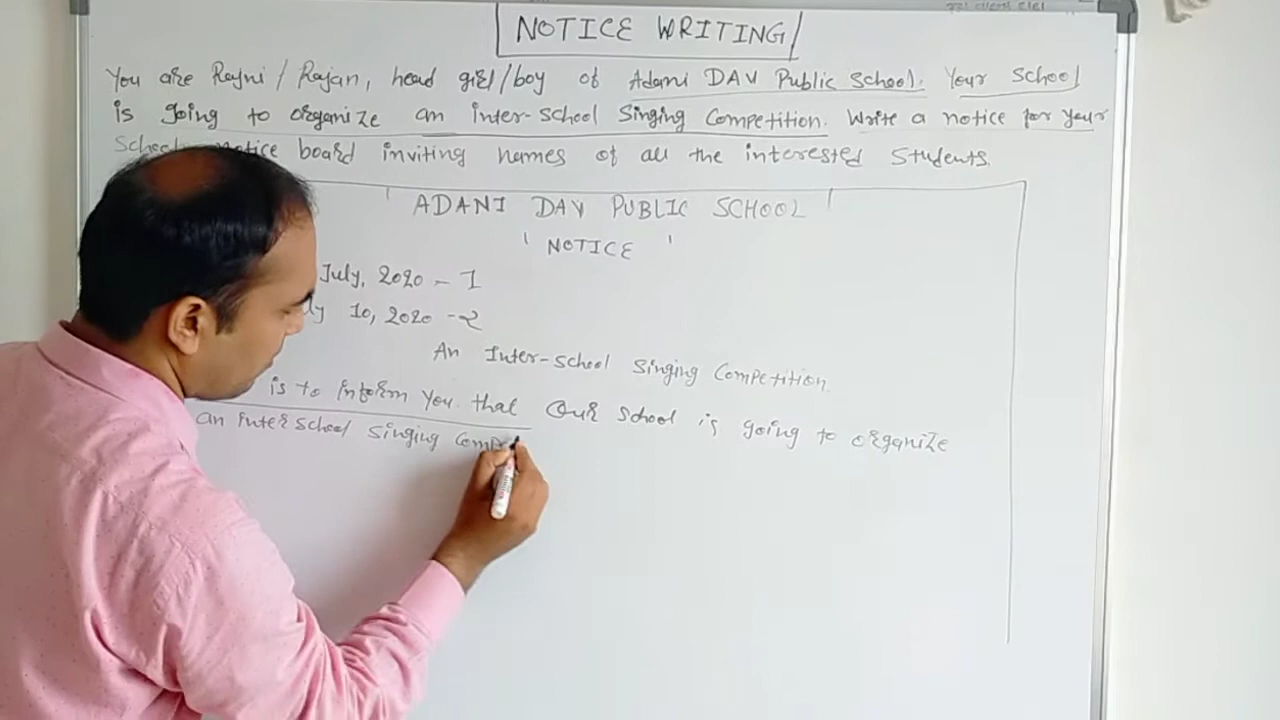 NOTICE WRITING
You are Rajni/Rajan, head girl/boy of Adani DAV Public School. Your school
is going to organize an inter-school Singing Competition. Write a notice for your
School notice board inviting names of all the interested Students.
ADANI DAV PUBLIC SCHOOL
NOTICE
July, 2020 - 1
10, 2020 - 2
An Inter-School Singing Competition
is to inform you that our School is going to organize
an inter school Singing Comp